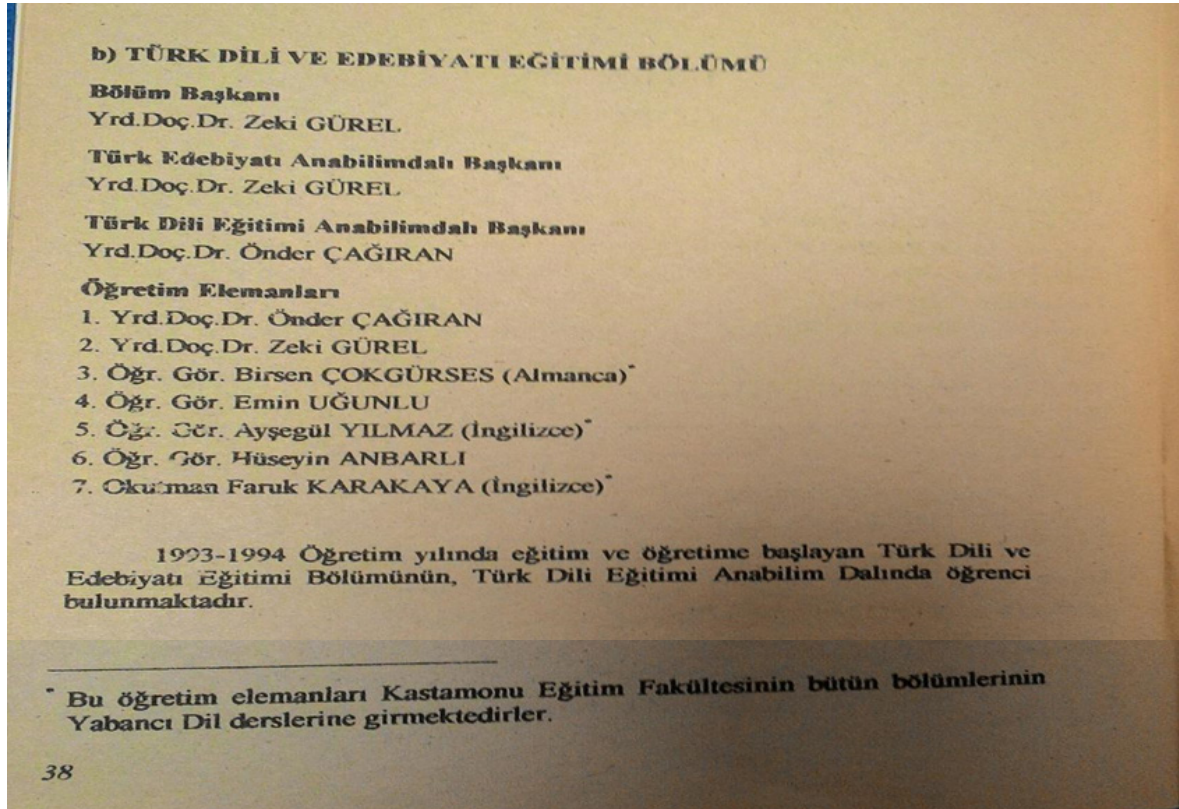 b) TÜRK DİLİ VE EDEBİYATI EĞİTİMİ BÖLÜMÜ
Bölüm Başkanı
Yrd.Doç.Dr. Zeki GÜREL
Türk Edebiyatı Anabilimdalı Başkanı
Yrd.Doç.Dr. Zeki GÜREL
Türk Dili Eğitimi Anabilimdalı Başkanı
Yrd.Doç.Dr. Önder ÇAĞIRAN
Öğretim Elemanları
1. Yrd.Doç.Dr. Önder ÇAĞIRAN
2. Yrd.Doç.Dr. Zeki GÜREL
3. Öğr. Gör. Birsen ÇOKGÜRSES (Almanca)*
4. Öğr. Gör. Emin UĞUNLU
5. Öğr. Gör. Ayşegül YILMAZ (İngilizce)*
6. Öğr. Gör. Hüseyin ANBARLI
7. Okutman Faruk KARAKAYA (İngilizce)*
1993-1994 Öğretim yılında eğitim ve öğretime başlayan Türk Dili ve
Edebiyatı Eğitimi Bölümünün, Türk Dili Eğitimi Anabilim Dalında öğrenci
bulunmaktadır.
* Bu öğretim elemanları Kastamonu Eğitim Fakültesinin bütün bölümlerinin
Yabancı Dil derslerine girmektedirler.
38